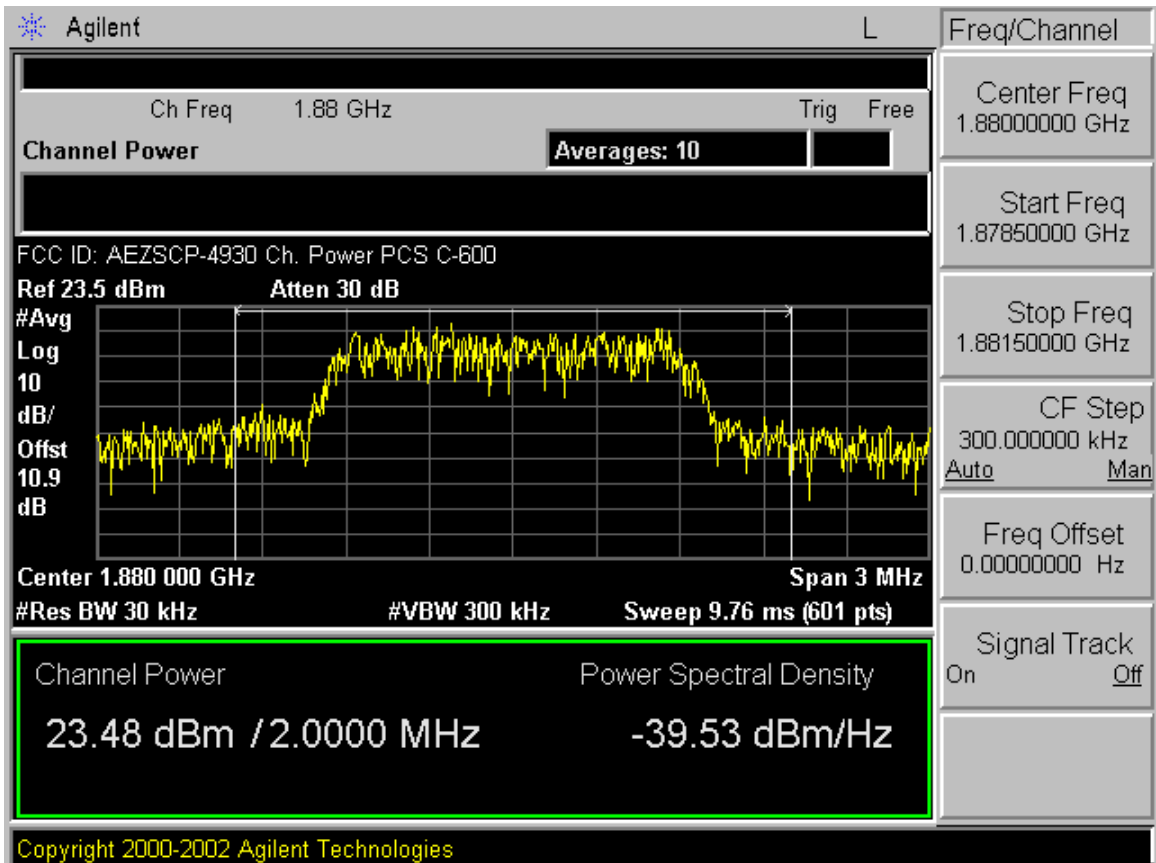 Agilent L
Freq/Channel
Ch Freq 1.88 GHz Trig Free
Channel Power Averages: 10
FCC ID: AEZSCP-4930 Ch. Power PCS C-600
Ref 23.5 dBm Atten 30 dB
#Avg
Log
10
dB/
Offst
10.9
dB
Center 1.880 000 GHz Span 3 MHz
#Res BW 30 kHz #VBW 300 kHz Sweep 9.76 ms (601 pts)
Channel Power Power Spectral Density
23.48 dBm / 2.0000 MHz -39.53 dBm/Hz
Center Freq
1.88000000 GHz
Start Freq
1.87850000 GHz
Stop Freq
1.88150000 GHz
CF Step
300.000000 kHz
Auto Man
Freq Offset
0.00000000 Hz
Signal Track
On Off
Copyright 2000-2002 Agilent Technologies